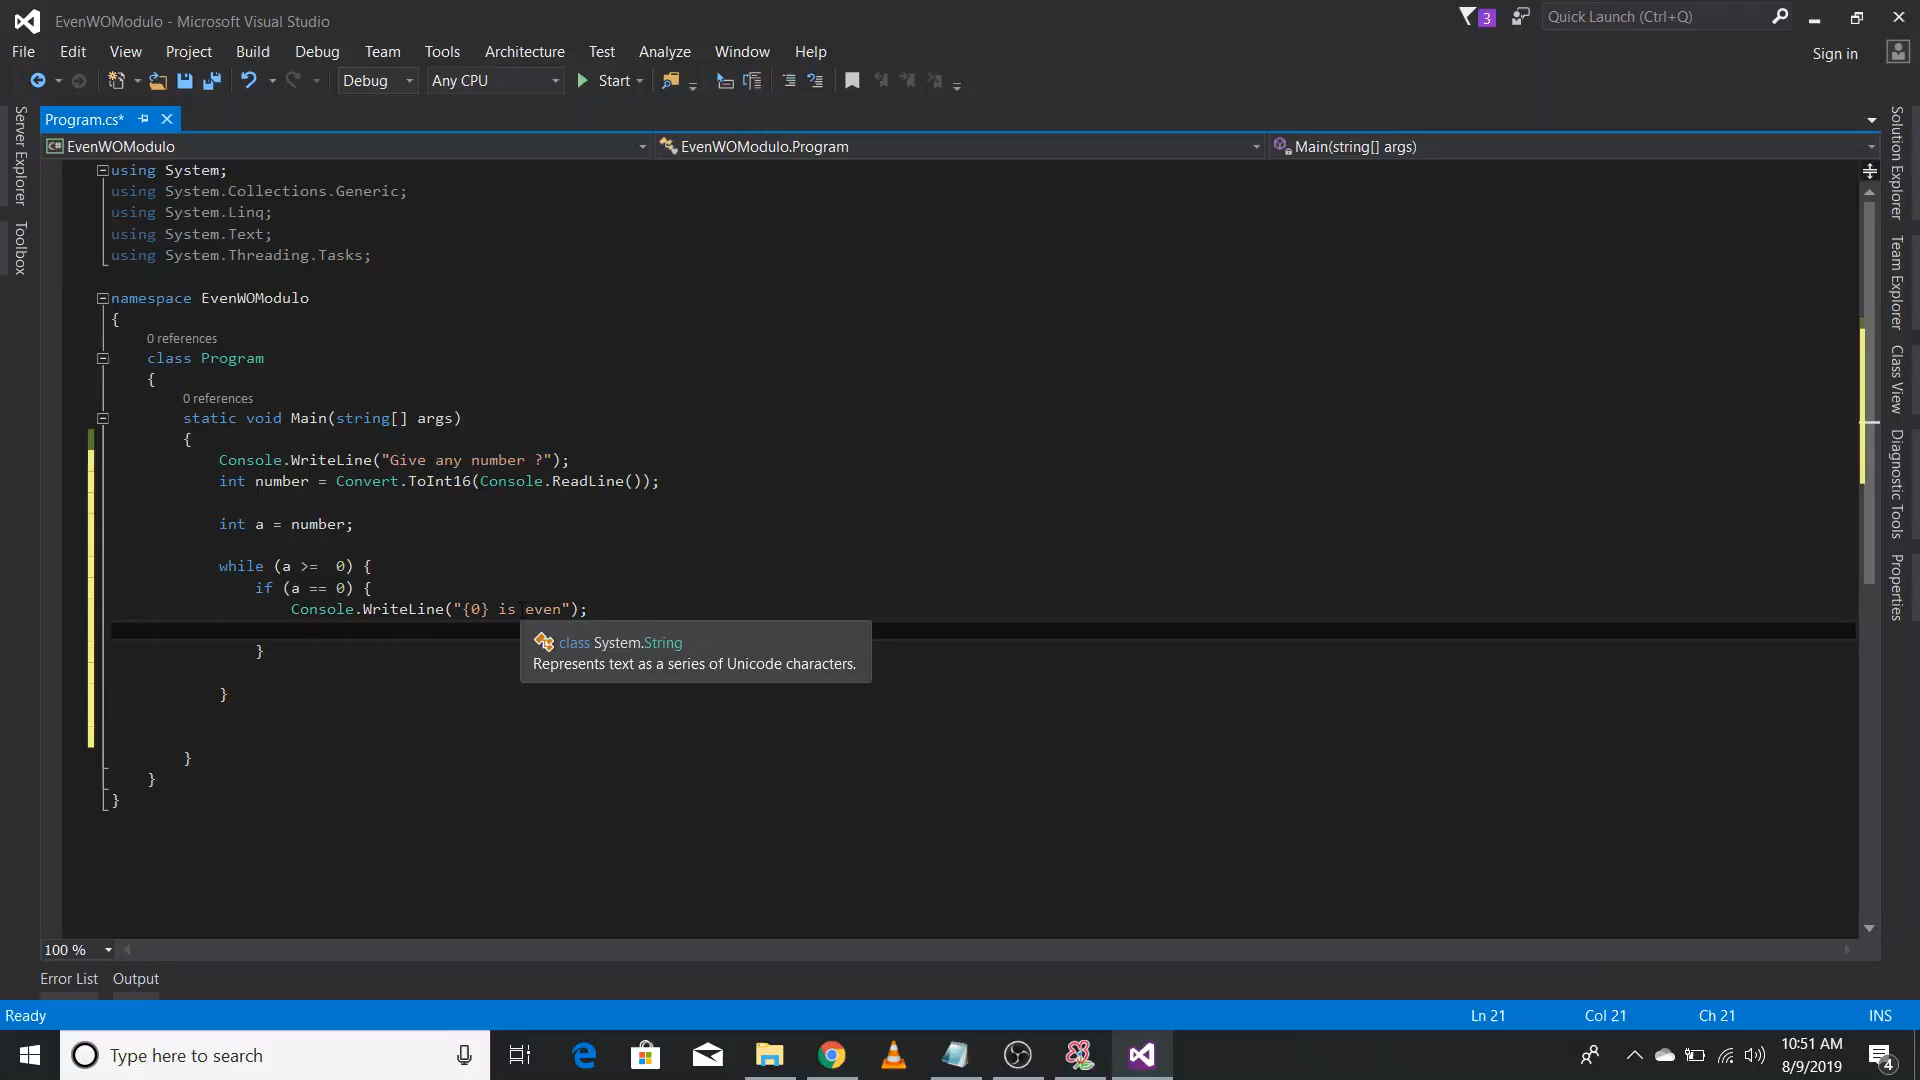 EvenWOModulo - Microsoft Visual Studio
3
Quick Launch (Ctrl+Q)
File Edit View Project Build Debug Team Tools Architecture Test Analyze Window Help
Sign in
Debug Any CPU Start
Server Explorer
Toolbox
Program.cs*
C# EvenWOModulo EvenWOModulo.Program Main(string[] args)
using System;
using System.Collections.Generic;
using System.Linq;
using System.Text;
using System.Threading.Tasks;
namespace EvenWOModulo
{
0 references
class Program
{
0 references
static void Main(string[] args)
{
Console.WriteLine("Give any number ?");
int number = Convert.ToInt16(Console.ReadLine());
int a = number;
while (a >=  0) {
if (a == 0) {
Console.WriteLine("{0} is even");
class System.String
Represents text as a series of Unicode characters.
}
}
}
}
}
Solution Explorer
Team Explorer
Class View
Diagnostic Tools
Properties
100 %
Error List Output
Ready Ln 21 Col 21 Ch 21 INS
Type here to search
10:51 AM
8/9/2019
4